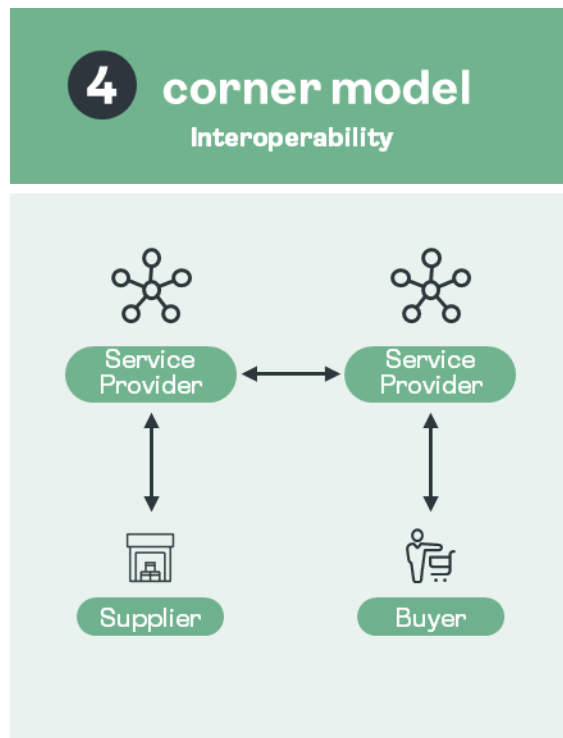 4 corner model
Interoperability
Service
Provider
Service
Provider
Supplier
Buyer